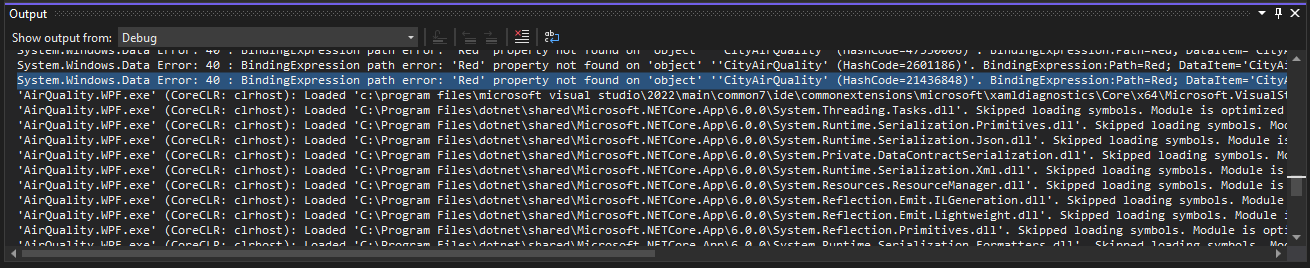 Output
Show output from: Debug
System.Windows.Data Error: 40 : BindingExpression path error: 'Red' property not found on 'object' ''CityAirQuality' (HashCode=47550006)'. BindingExpression:Path=Red; DataItem='CityA
System.Windows.Data Error: 40 : BindingExpression path error: 'Red' property not found on 'object' ''CityAirQuality' (HashCode=2601186)'. BindingExpression:Path=Red; DataItem='CityAi
System.Windows.Data Error: 40 : BindingExpression path error: 'Red' property not found on 'object' ''CityAirQuality' (HashCode=21436848)'. BindingExpression:Path=Red; DataItem='CityA
'AirQuality.WPF.exe' (CoreCLR: clrhost): Loaded 'c:\program files\microsoft visual studio\2022\main\common7\ide\commonextensions\microsoft\xamldiagnostics\Core\x64\Microsoft.VisualSt
'AirQuality.WPF.exe' (CoreCLR: clrhost): Loaded 'C:\Program Files\dotnet\shared\Microsoft.NETCore.App\6.0.0\System.Threading.Tasks.dll'. Skipped loading symbols. Module is optimized
'AirQuality.WPF.exe' (CoreCLR: clrhost): Loaded 'C:\Program Files\dotnet\shared\Microsoft.NETCore.App\6.0.0\System.Runtime.Serialization.Primitives.dll'. Skipped loading symbols. Mod
'AirQuality.WPF.exe' (CoreCLR: clrhost): Loaded 'C:\Program Files\dotnet\shared\Microsoft.NETCore.App\6.0.0\System.Runtime.Serialization.Json.dll'. Skipped loading symbols. Module is
'AirQuality.WPF.exe' (CoreCLR: clrhost): Loaded 'C:\Program Files\dotnet\shared\Microsoft.NETCore.App\6.0.0\System.Private.DataContractSerialization.dll'. Skipped loading symbols. Mo
'AirQuality.WPF.exe' (CoreCLR: clrhost): Loaded 'C:\Program Files\dotnet\shared\Microsoft.NETCore.App\6.0.0\System.Runtime.Serialization.Xml.dll'. Skipped loading symbols. Module is
'AirQuality.WPF.exe' (CoreCLR: clrhost): Loaded 'C:\Program Files\dotnet\shared\Microsoft.NETCore.App\6.0.0\System.Resources.ResourceManager.dll'. Skipped loading symbols. Module is
'AirQuality.WPF.exe' (CoreCLR: clrhost): Loaded 'C:\Program Files\dotnet\shared\Microsoft.NETCore.App\6.0.0\System.Reflection.Emit.ILGeneration.dll'. Skipped loading symbols. Module
'AirQuality.WPF.exe' (CoreCLR: clrhost): Loaded 'C:\Program Files\dotnet\shared\Microsoft.NETCore.App\6.0.0\System.Reflection.Emit.Lightweight.dll'. Skipped loading symbols. Module i
'AirQuality.WPF.exe' (CoreCLR: clrhost): Loaded 'C:\Program Files\dotnet\shared\Microsoft.NETCore.App\6.0.0\System.Reflection.Primitives.dll'. Skipped loading symbols. Module is opti
'AirQuality.WPF.exe' (CoreCLR: clrhost): Loaded 'C:\Program Files\dotnet\shared\Microsoft.NETCore.App\6.0.0\System.Runtime.Serialization.Formatters.dll'. Skipped loading symbols. Mod